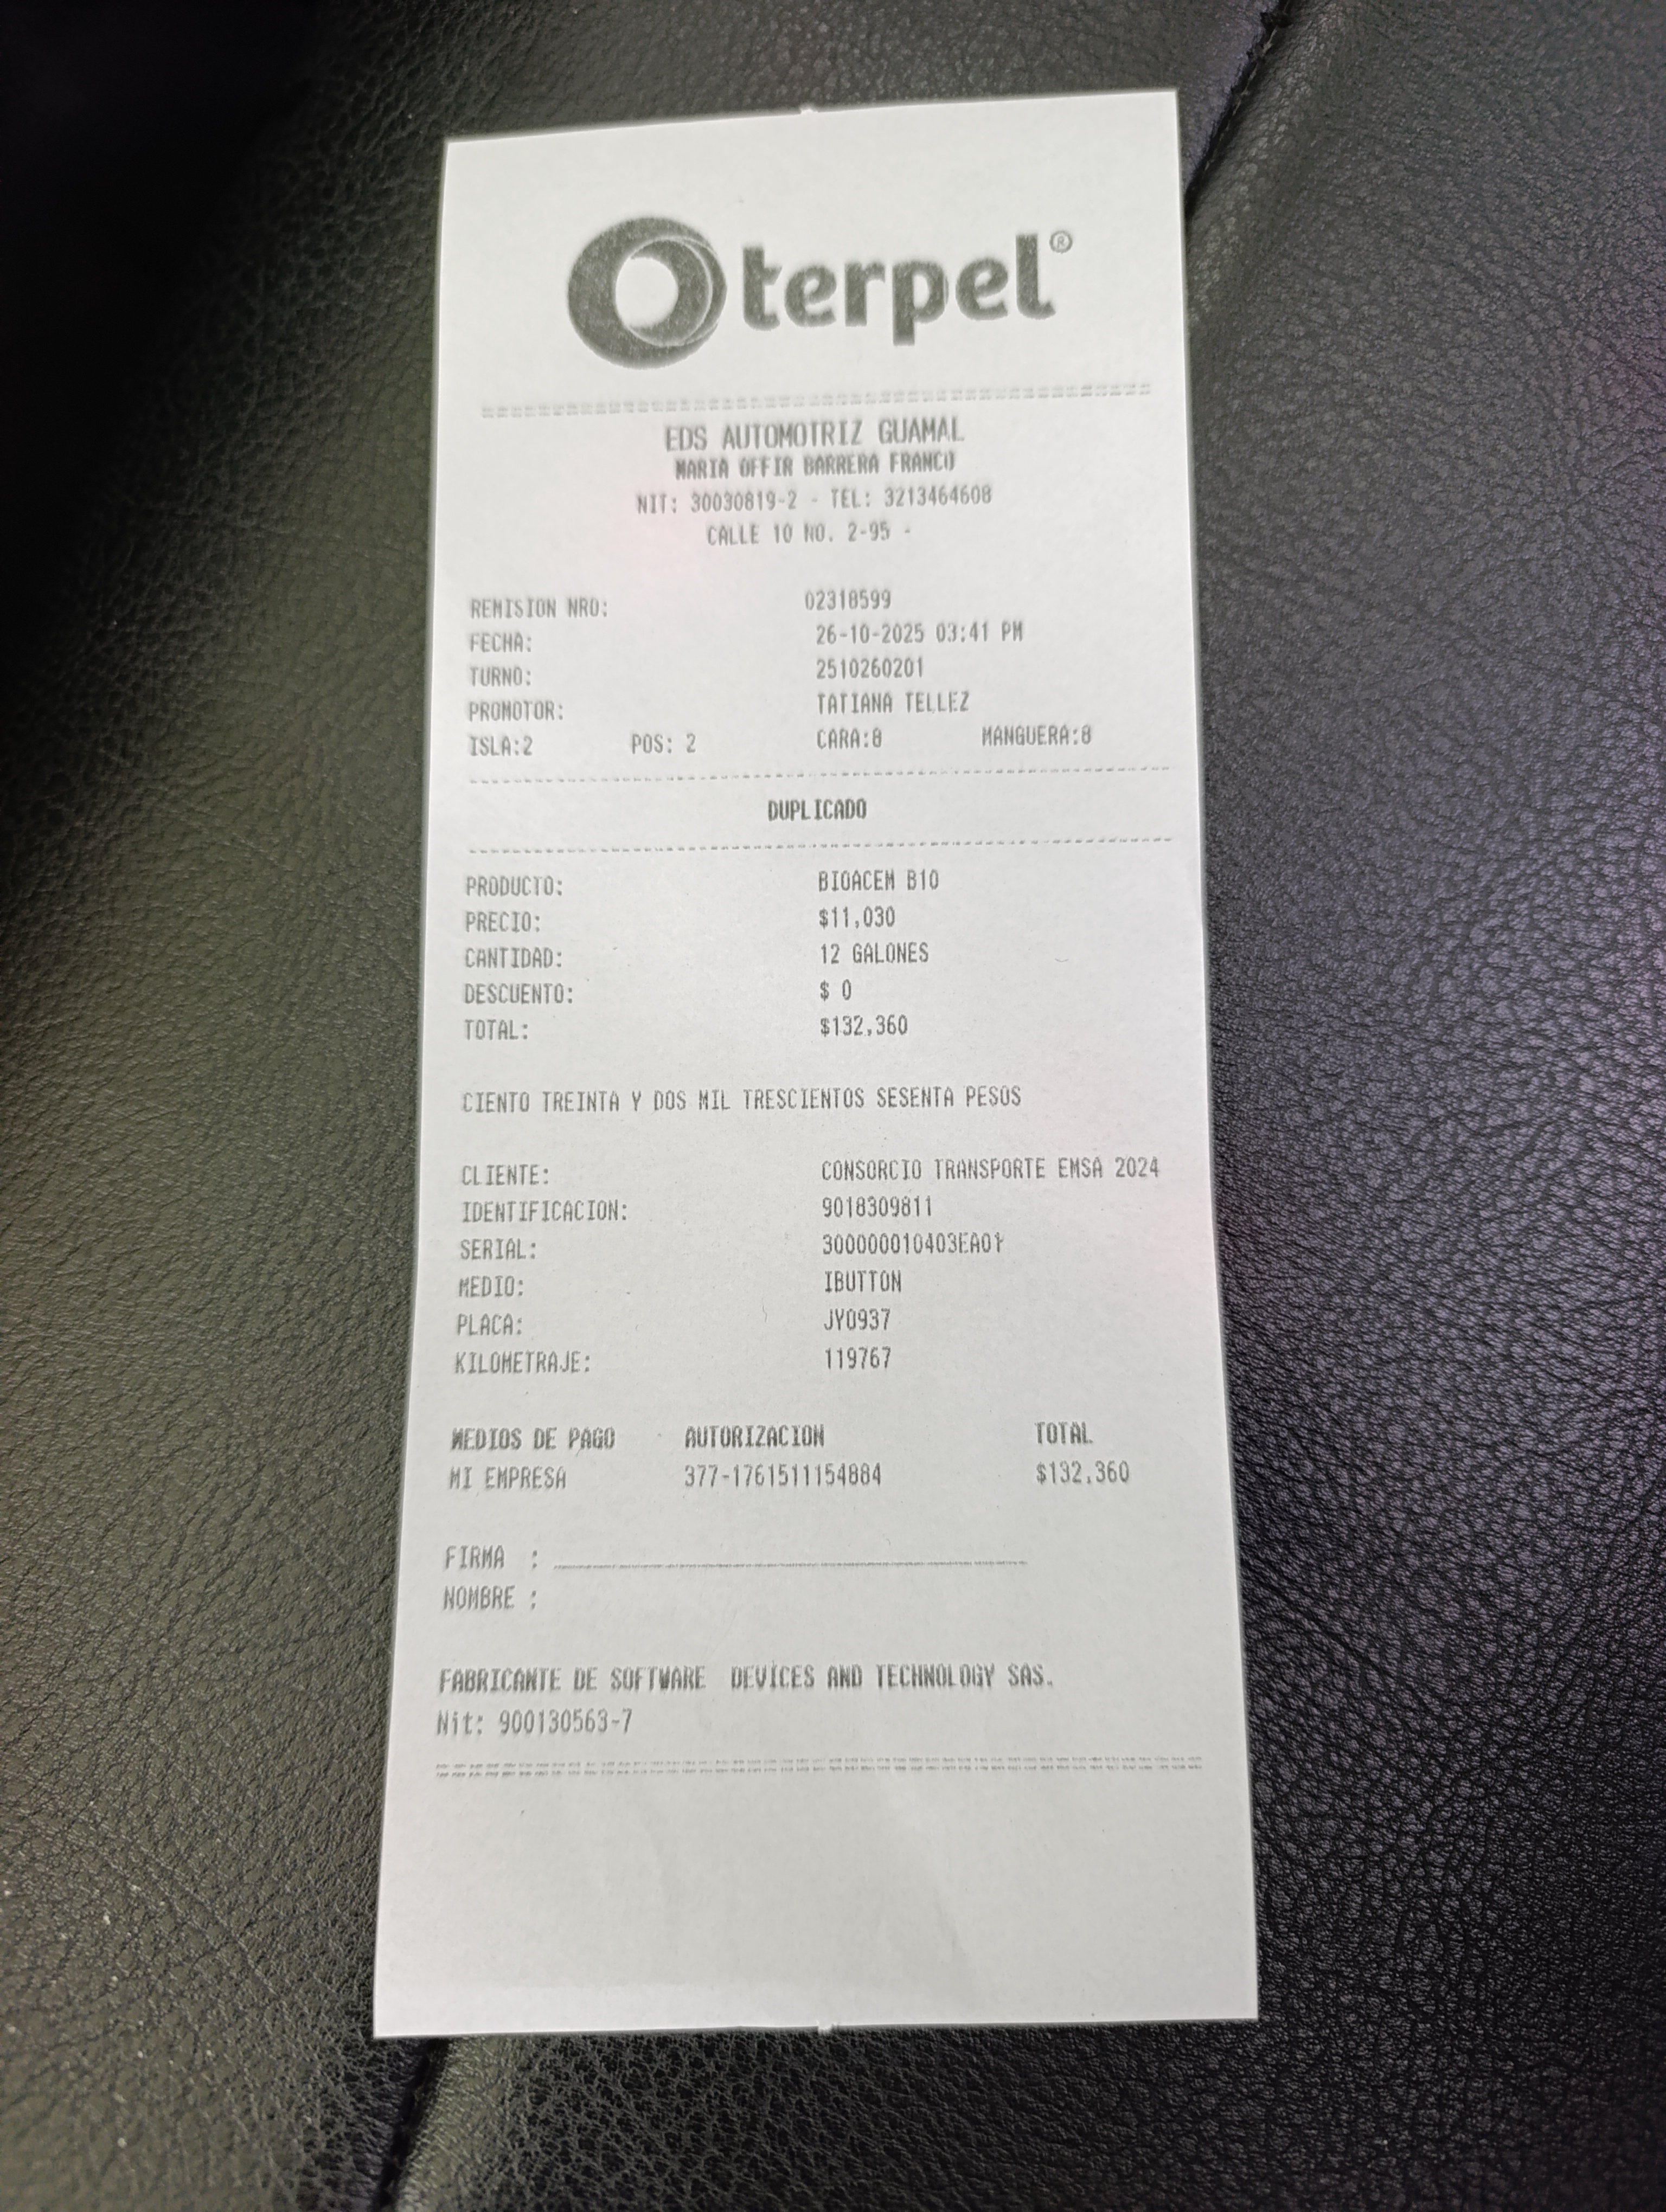 terpel®
EDS AUTOMOTRIZ GUAMAL
MARIA OFFIR BARRERA FRANCO
NIT: 30030819-2 - TEL: 3213464608
CALLE 10 NO. 2-95 -
REMISION NRO: 02318599
FECHA: 26-10-2025 03:41 PM
TURNO: 2510260201
PROMOTOR: TATIANA TELLEZ
ISLA:2 POS: 2 CARA:8 MANGUERA:8
DUPLICADO
PRODUCTO: BIOACEM B10
PRECIO: $11,030
CANTIDAD: 12 GALONES
DESCUENTO: $ 0
TOTAL: $132,360
CIENTO TREINTA Y DOS MIL TRESCIENTOS SESENTA PESOS
CLIENTE: CONSORCIO TRANSPORTE EMSA 2024
IDENTIFICACION: 9018309811
SERIAL: 300000010403EA01
MEDIO: IBUTTON
PLACA: JYO937
KILOMETRAJE: 119767
MEDIOS DE PAGO AUTORIZACION TOTAL
MI EMPRESA 377-1761511154884 $132,360
FIRMA :
NOMBRE :
FABRICANTE DE SOFTWARE DEVICES AND TECHNOLOGY SAS.
Nit: 900130563-7